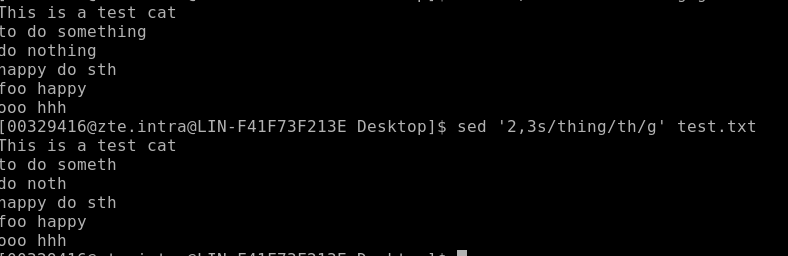 This is a test cat
to do something
do nothing
happy do sth
foo happy
ooo hhh
[00329416@zte.intra@LIN-F41F73F213E Desktop]$ sed '2,3s/thing/th/g' test.txt
This is a test cat
to do someth
do noth
happy do sth
foo happy
ooo hhh